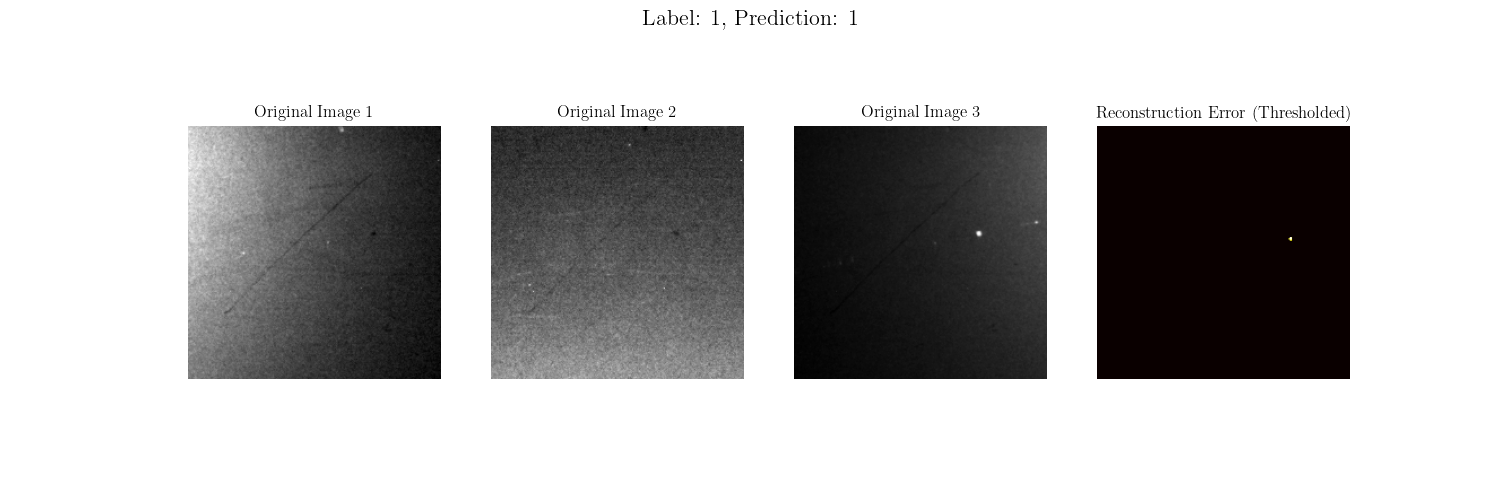 Label: 1, Prediction: 1
Original Image 1
Original Image 2
Original Image 3
Reconstruction Error (Thresholded)